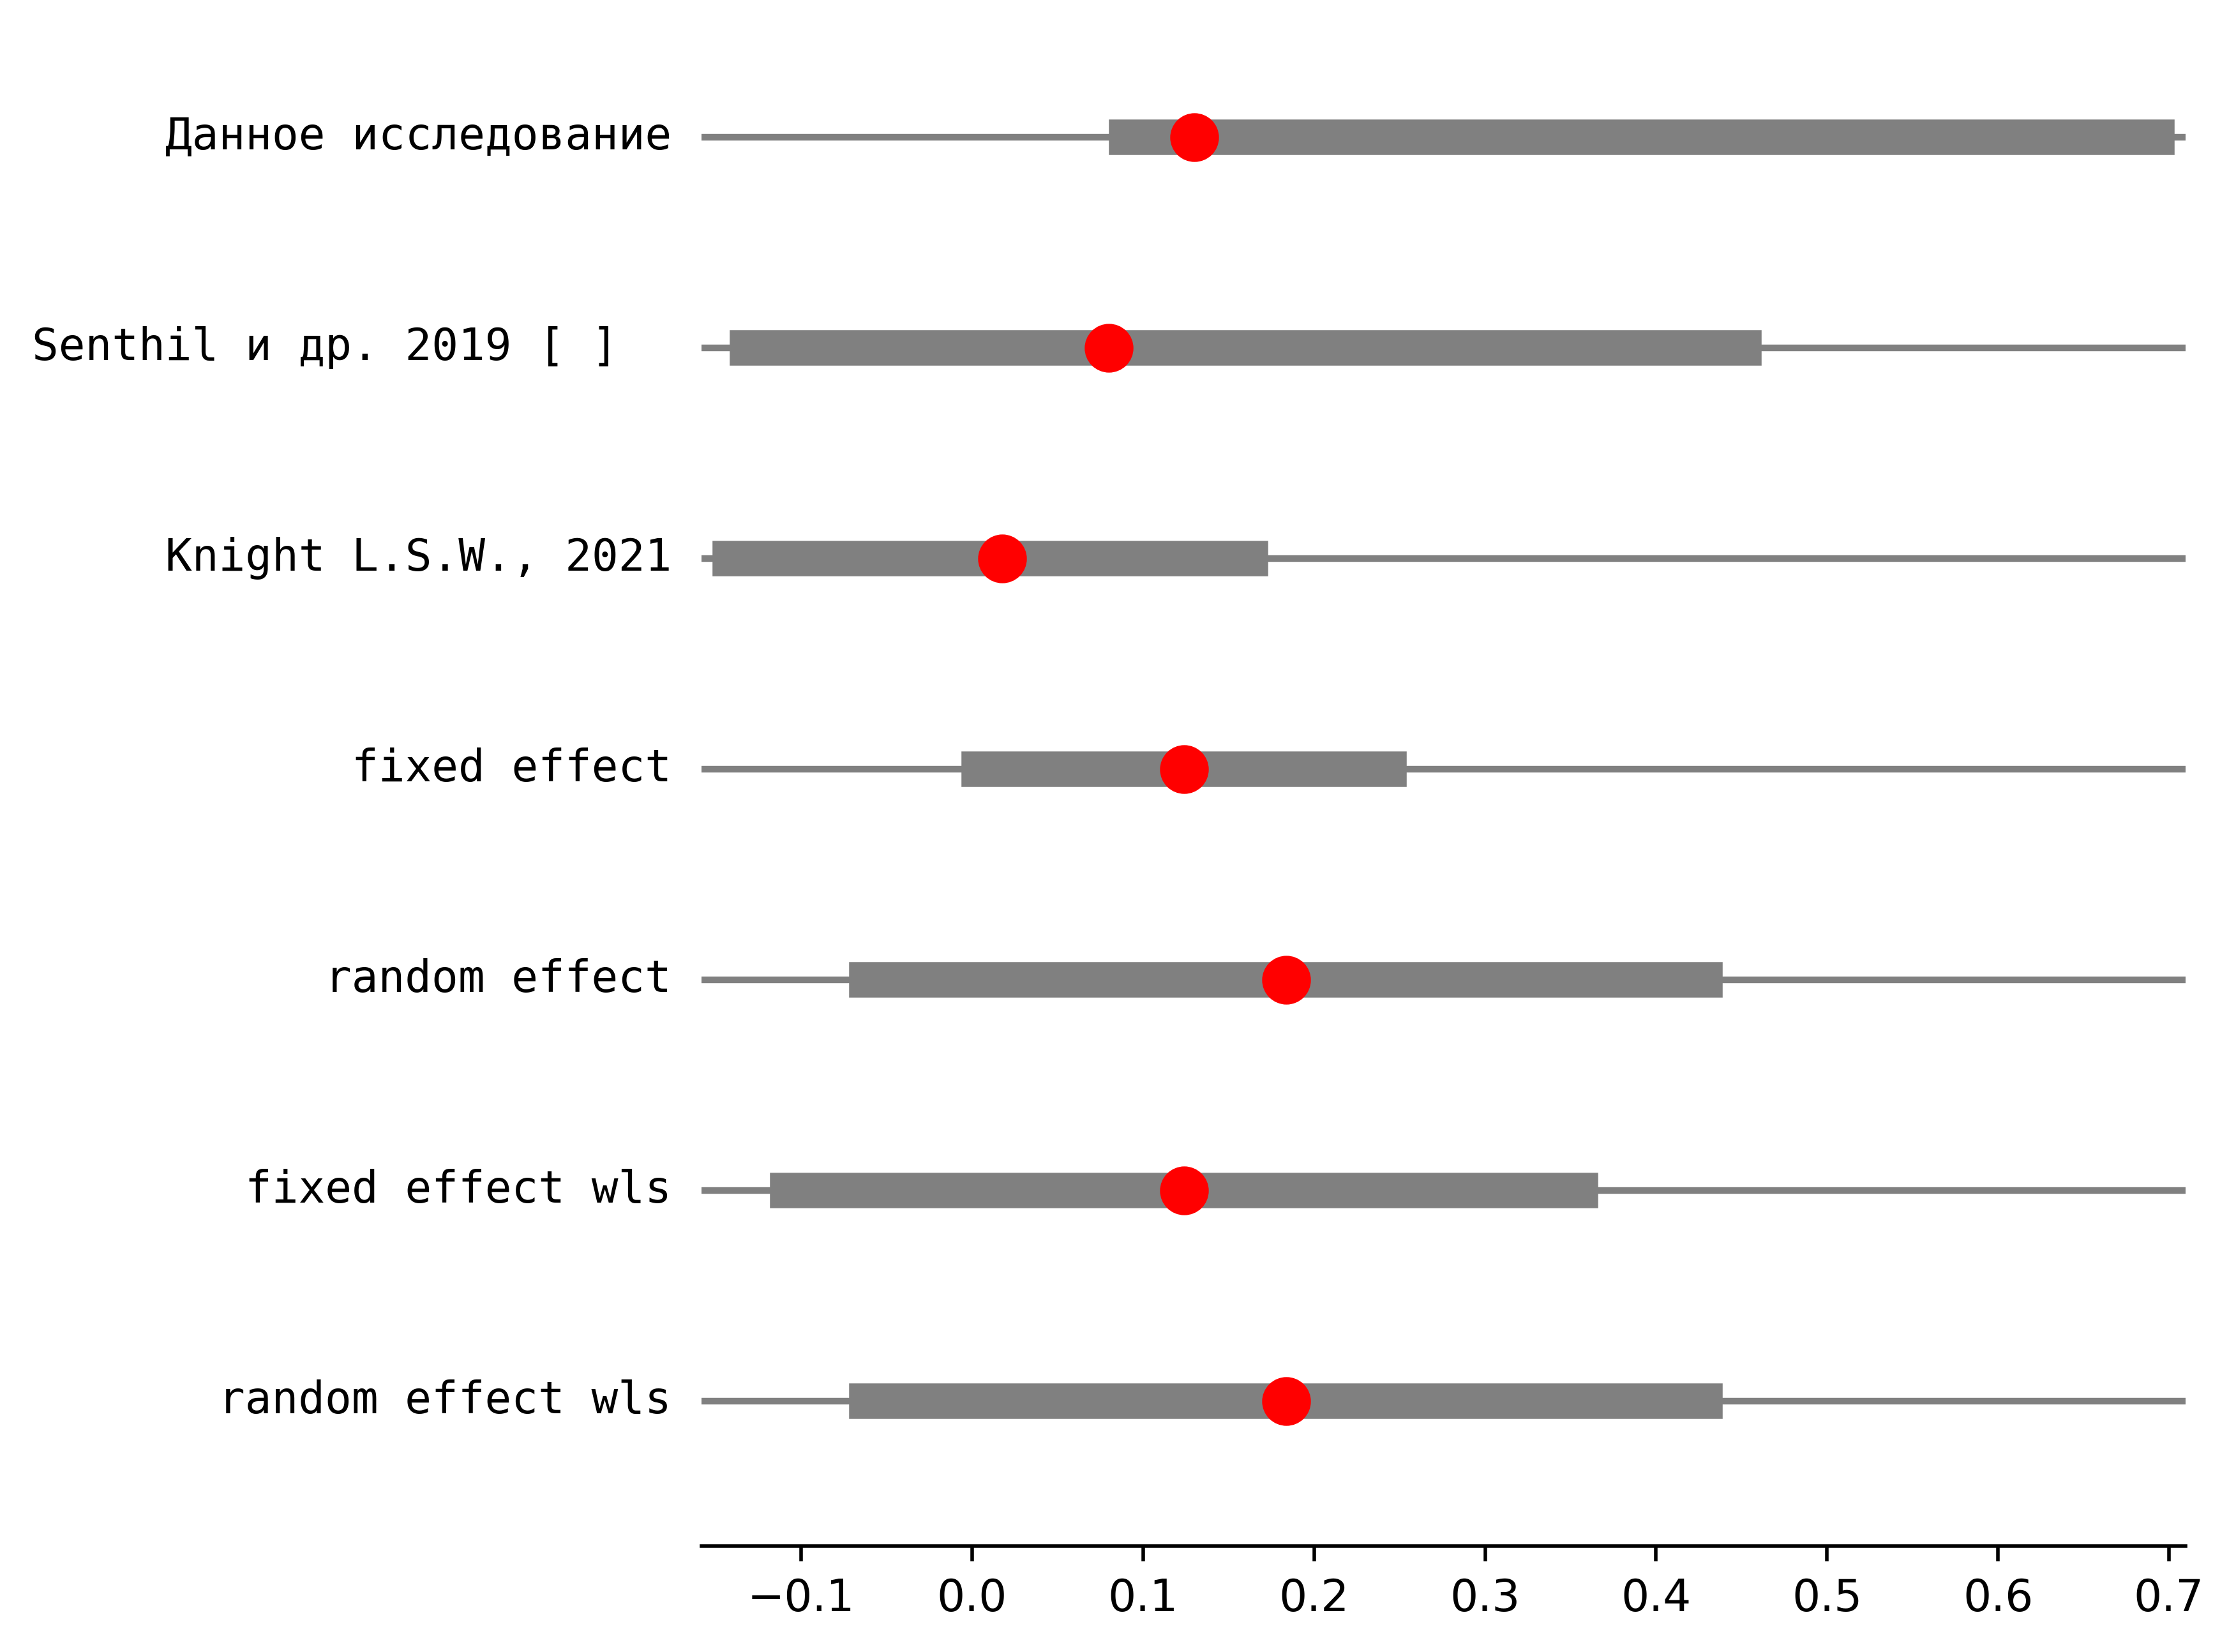 Данное исследование
Senthil и др. 2019 [ ]
Knight L.S.W., 2021
fixed effect
random effect
fixed effect wls
random effect wls
−0.1 0.0 0.1 0.2 0.3 0.4 0.5 0.6 0.7